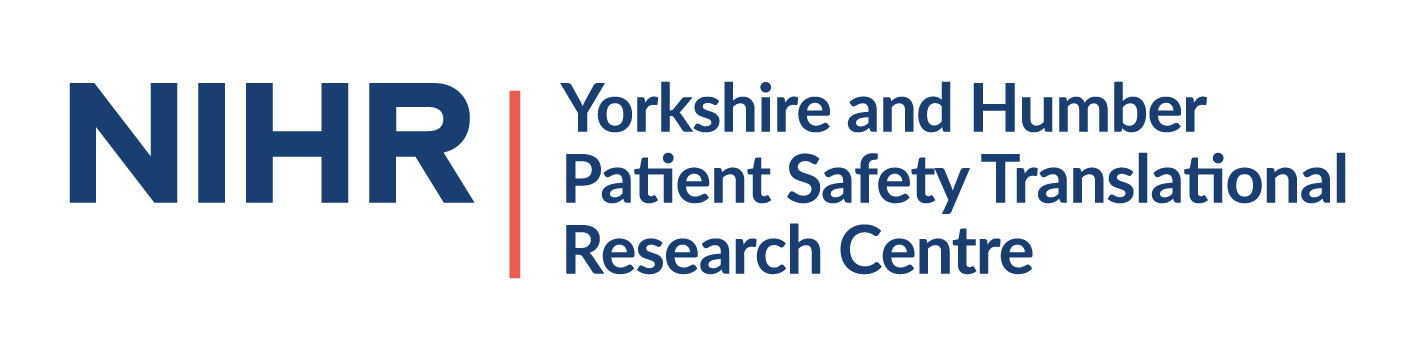 NIHR
Yorkshire and Humber
Patient Safety Translational
Research Centre